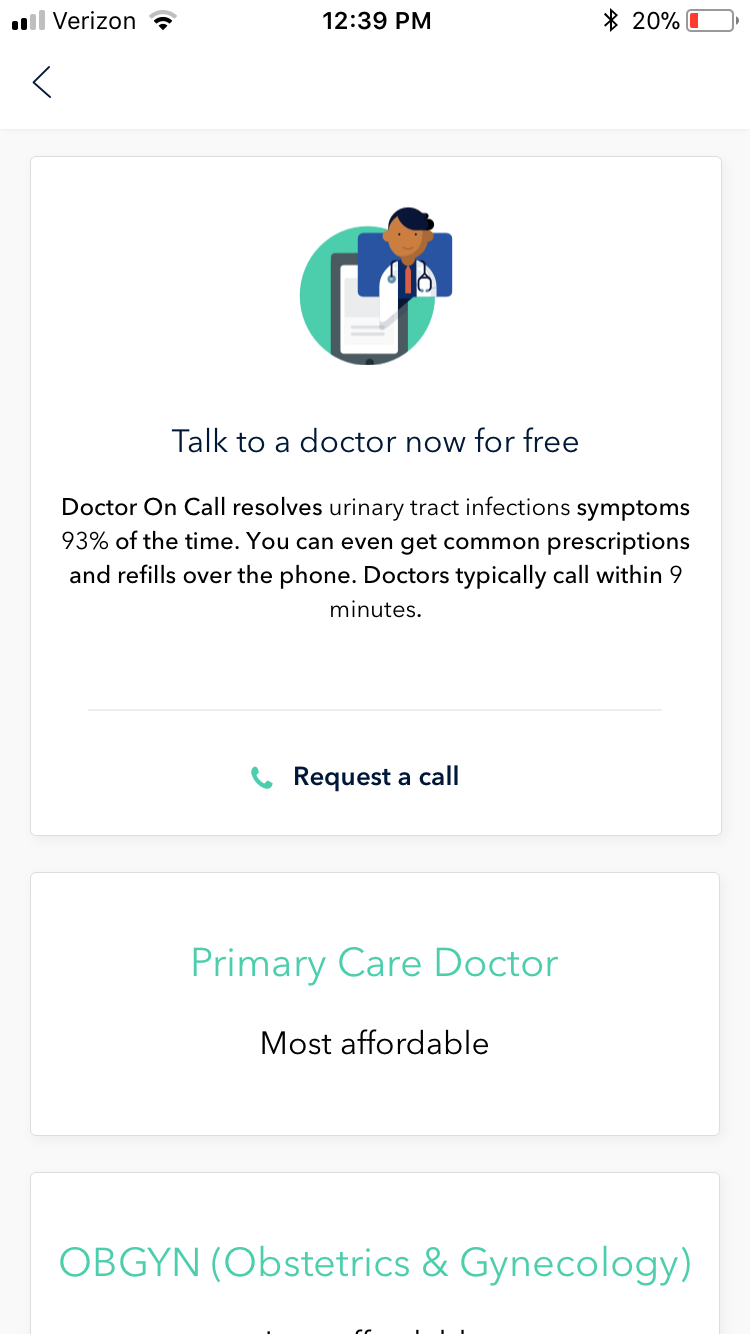 Verizon 12:39 PM 20%
Talk to a doctor now for free
Doctor On Call resolves urinary tract infections symptoms
93% of the time. You can even get common prescriptions
and refills over the phone. Doctors typically call within 9
minutes.
Request a call
Primary Care Doctor
Most affordable
OBGYN (Obstetrics & Gynecology)